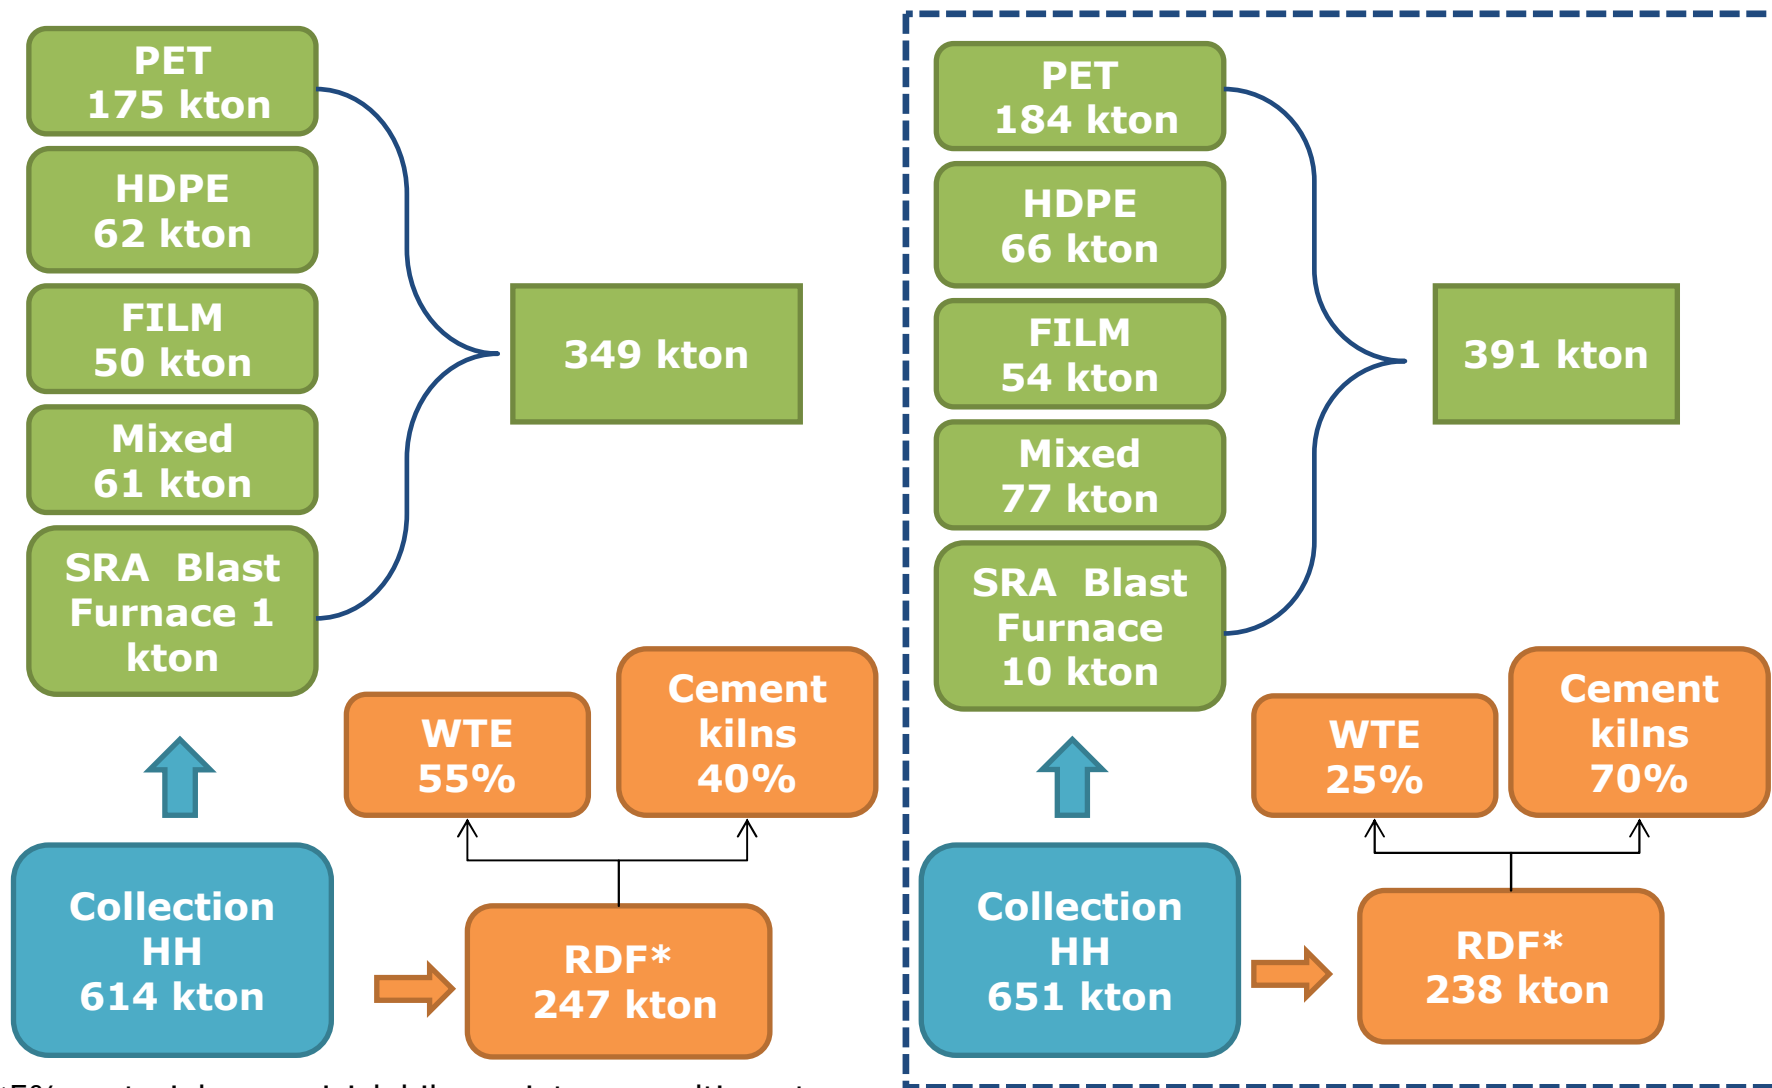 PET
175 kton
HDPE
62 kton
FILM
50 kton
Mixed
61 kton
SRA Blast
Furnace 1
kton
349 kton
WTE
55%
Cement
kilns
40%
Collection
HH
614 kton
RDF*
247 kton
PET
184 kton
HDPE
66 kton
FILM
54 kton
Mixed
77 kton
SRA Blast
Furnace
10 kton
391 kton
WTE
25%
Cement
kilns
70%
Collection
HH
651 kton
RDF*
238 kton